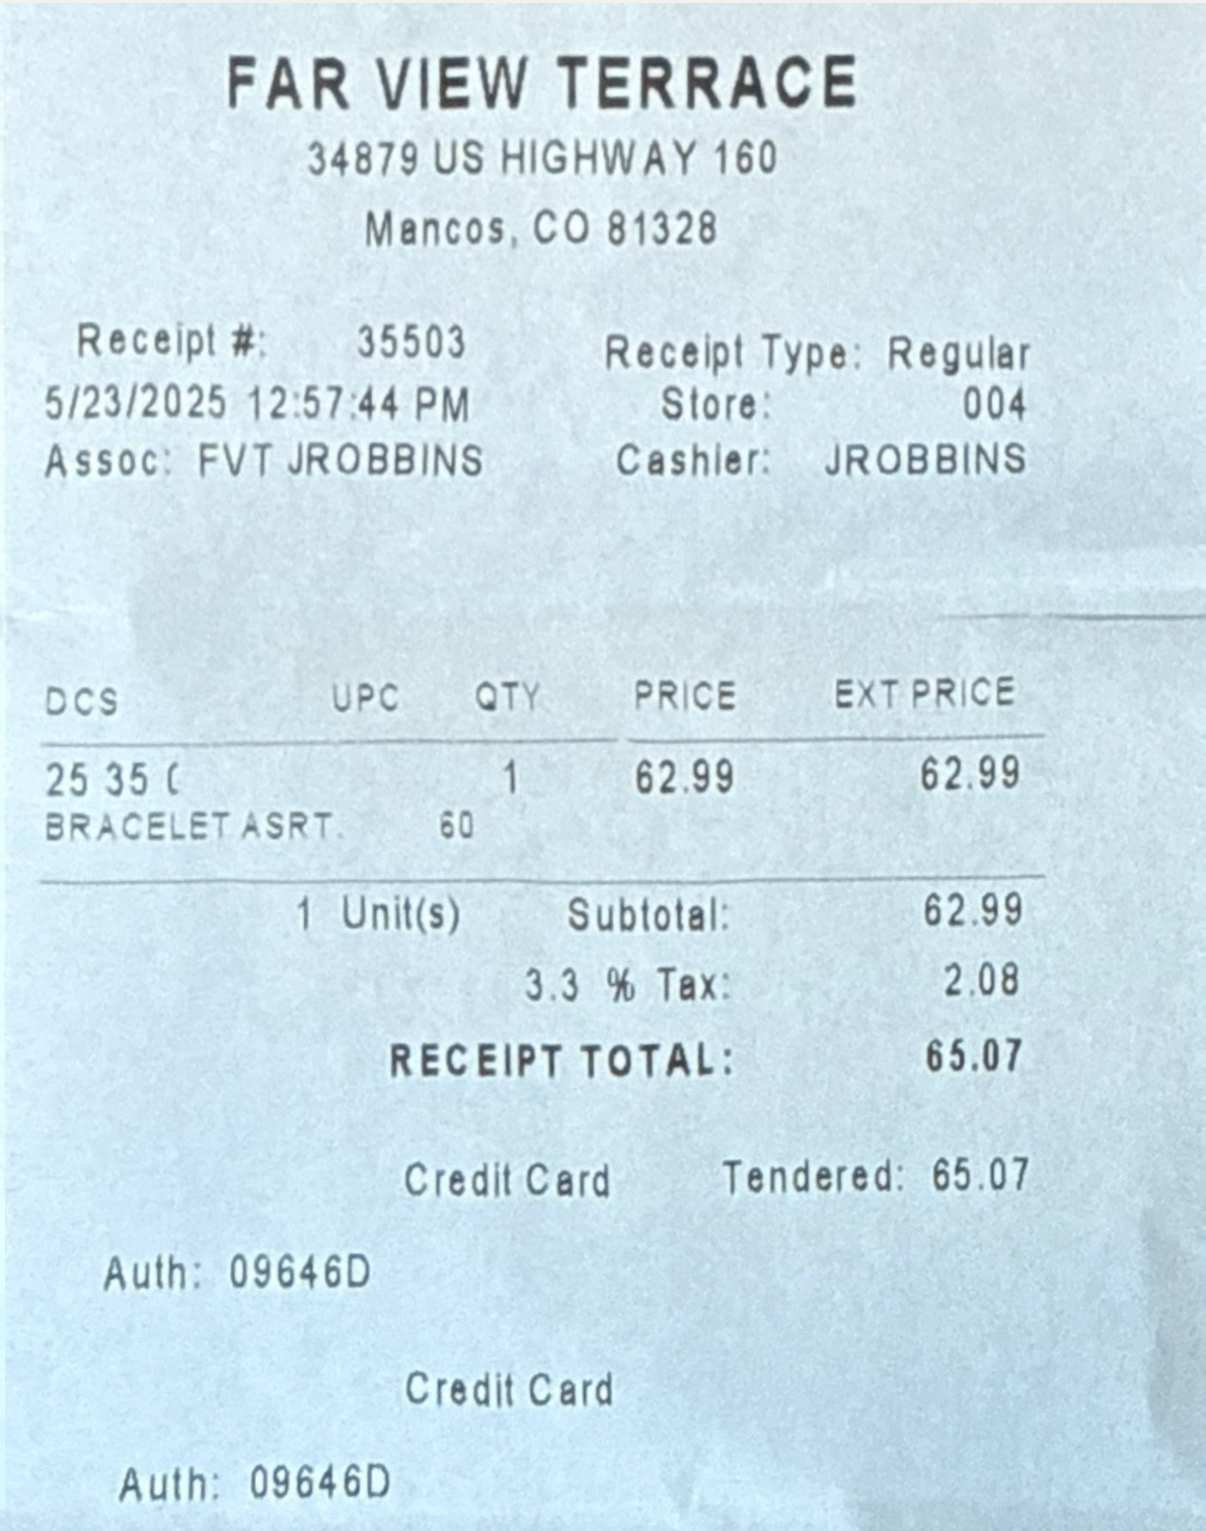 FAR VIEW TERRACE
34879 US HIGHWAY 160
Mancos, CO 81328
Receipt #: 35503 Receipt Type: Regular
5/23/2025 12:57:44 PM Store: 004
Assoc: FVT JROBBINS Cashier: JROBBINS
DCS UPC QTY PRICE EXT PRICE
25 35 ( 1 62.99 62.99
BRACELET ASRT. 60
1 Unit(s) Subtotal: 62.99
3.3 % Tax: 2.08
RECEIPT TOTAL: 65.07
Credit Card Tendered: 65.07
Auth: 09646D
Credit Card
Auth: 09646D